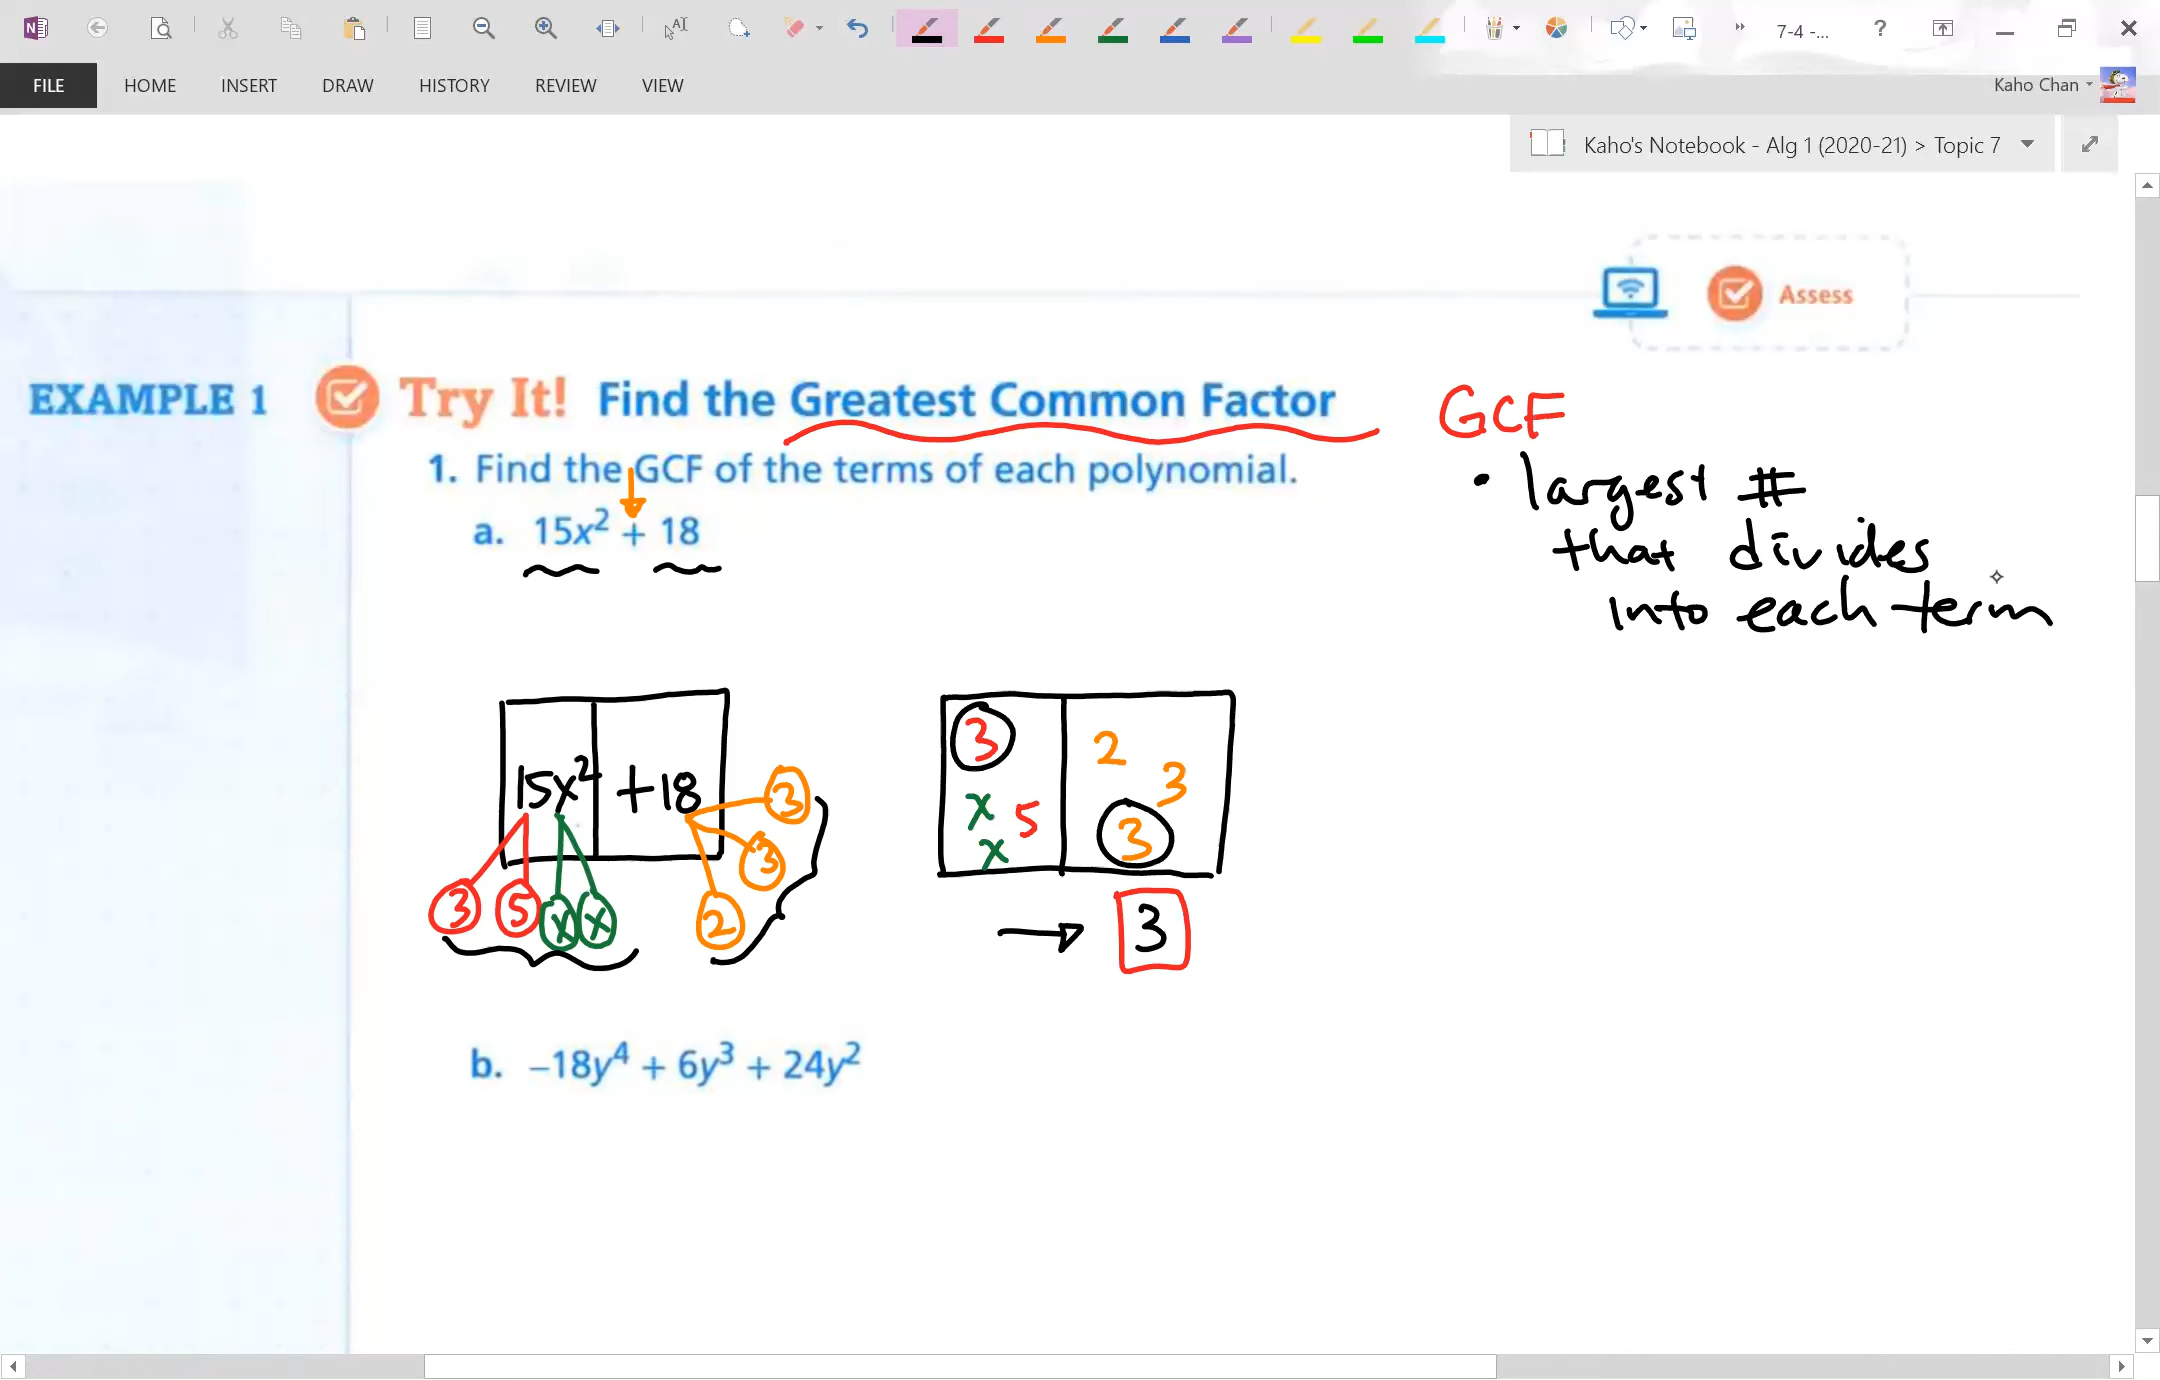 7-4 -...
FILE HOME INSERT DRAW HISTORY REVIEW VIEW Kaho Chan
Kaho's Notebook - Alg 1 (2020-21) > Topic 7
Assess
EXAMPLE 1 Try It! Find the Greatest Common Factor
GCF
1. Find the GCF of the terms of each polynomial.
• largest #
that divides
into each term
a. 15x² + 18
15x² +18
3 5 x x
3 3 2
3 x 5 x
2 3 3
→ 3
b. –18y⁴ + 6y³ + 24y²